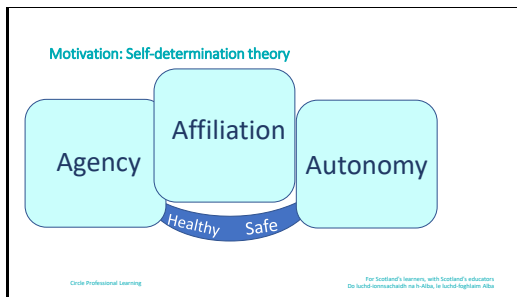 Motivation: Self-determination theory
Agency
Affiliation
Autonomy
Healthy Safe
Circle Professional Learning
For Scotland's learners, with Scotland's educators
Do luchd-ionnsachaidh na h-Alba, le luchd-foghlaim Alba